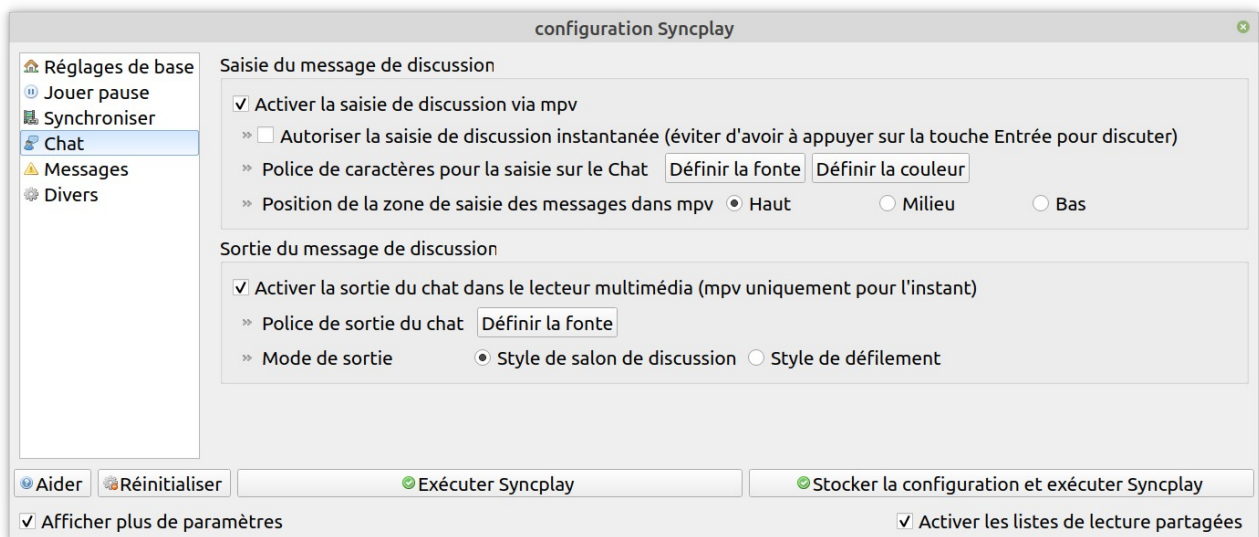 configuration Syncplay
Réglages de base
Jouer pause
Synchroniser
Chat
Messages
Divers
Saisie du message de discussion
Activer la saisie de discussion via mpv
» Autoriser la saisie de discussion instantanée (éviter d'avoir à appuyer sur la touche Entrée pour discuter)
» Police de caractères pour la saisie sur le Chat Définir la fonte Définir la couleur
» Position de la zone de saisie des messages dans mpv Haut Milieu Bas
Sortie du message de discussion
Activer la sortie du chat dans le lecteur multimédia (mpv uniquement pour l'instant)
» Police de sortie du chat Définir la fonte
» Mode de sortie Style de salon de discussion Style de défilement
Aider Réinitialiser Exécuter Syncplay Stocker la configuration et exécuter Syncplay
Afficher plus de paramètres Activer les listes de lecture partagées